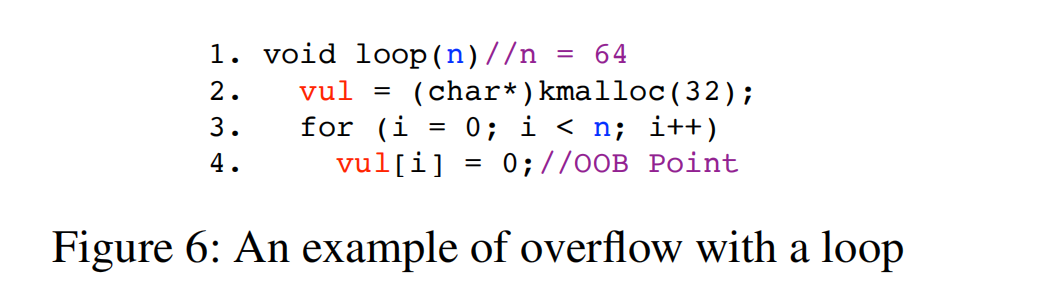 1. void loop(n)//n = 64
2.   vul = (char*)kmalloc(32);
3.   for (i = 0; i < n; i++)
4.     vul[i] = 0;//OOB Point
Figure 6: An example of overflow with a loop